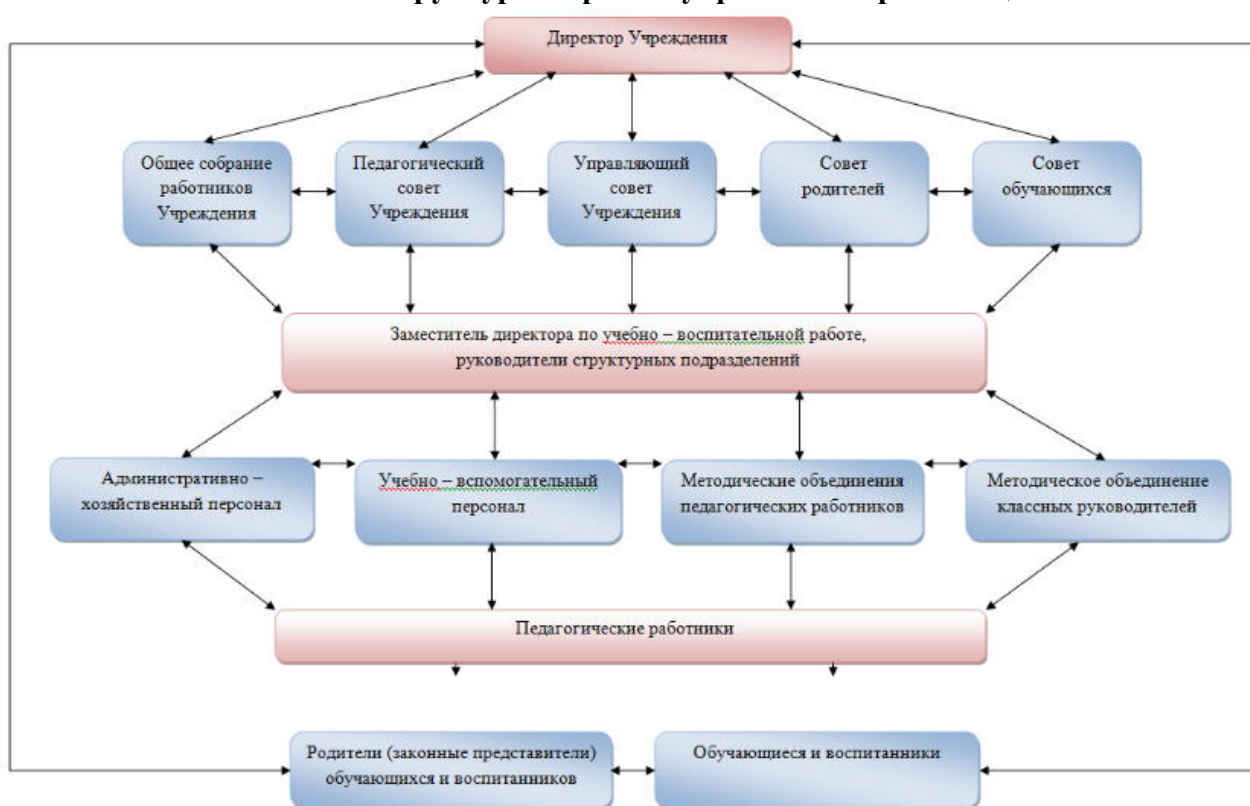 Директор Учреждения
Общее собрание
работников
Учреждения
Педагогический
совет
Учреждения
Управляющий
совет
Учреждения
Совет
родителей
Совет
обучающихся
Заместитель директора по учебно – воспитательной работе,
руководители структурных подразделений
Административно –
хозяйственный персонал
Учебно – вспомогательный
персонал
Методические объединения
педагогических работников
Методическое объединение
классных руководителей
Педагогические работники
Родители (законные представители)
обучающихся и воспитанников
Обучающиеся и воспитанники